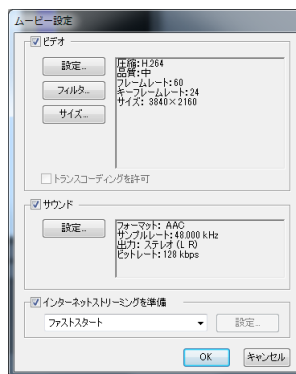 ムービー設定
ビデオ
設定...
フィルタ...
サイズ...
圧縮: H.264
品質: 中
フレームレート: 60
キーフレームレート: 24
サイズ: 3840×2160
トランスコーディングを許可
サウンド
設定...
フォーマット: AAC
サンプルレート: 48.000 kHz
出力: ステレオ (L R)
ビットレート: 128 kbps
インターネットストリーミングを準備
ファストスタート
設定...
OK
キャンセル